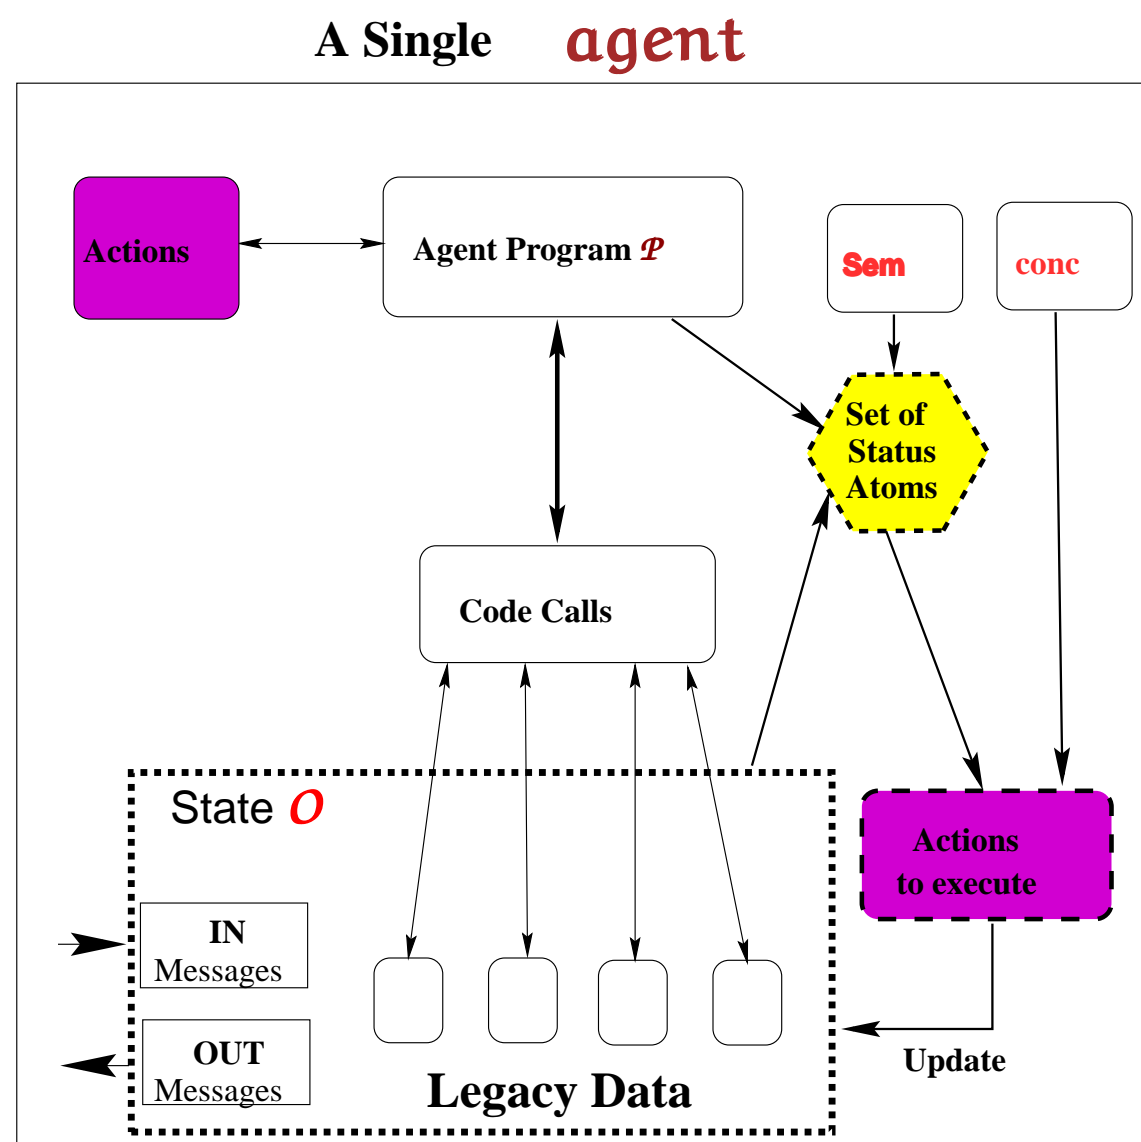 A Single agent
Actions
Agent Program 𝒫
Sem
conc
Set of
Status
Atoms
Code Calls
State 𝒪
Actions
to execute
IN
Messages
OUT
Messages
Update
Legacy Data